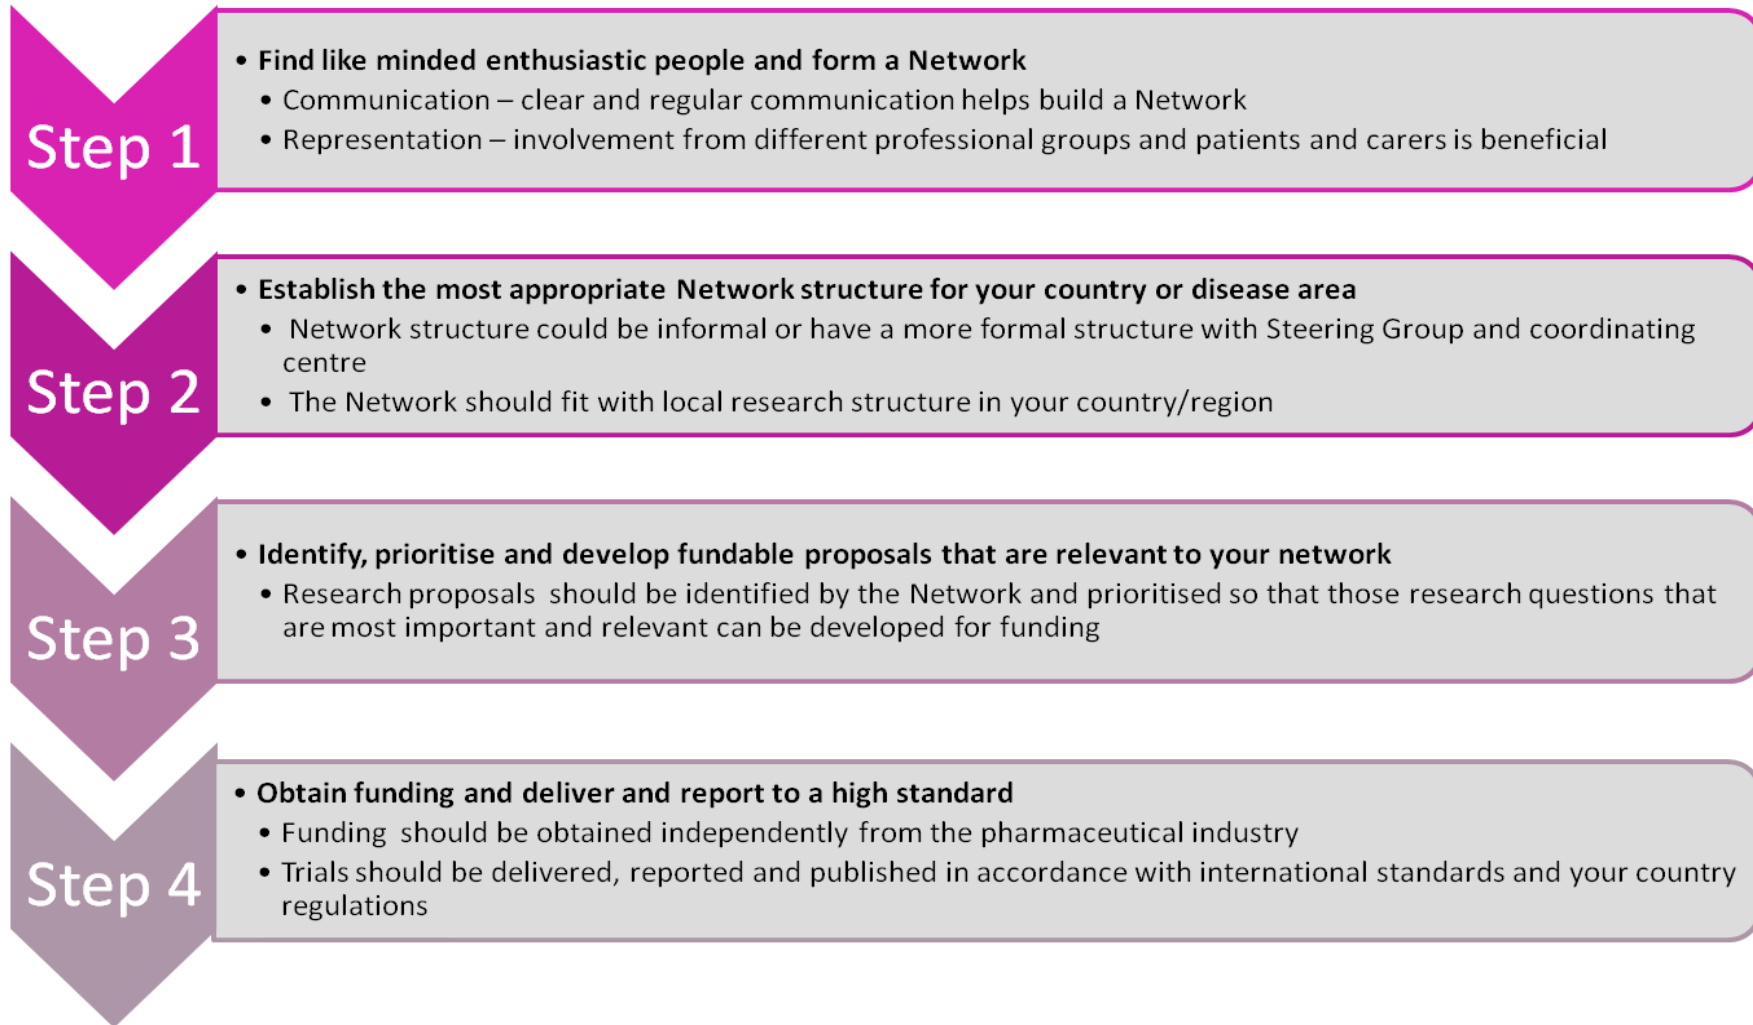 Step 1
• Find like minded enthusiastic people and form a Network
• Communication – clear and regular communication helps build a Network
• Representation – involvement from different professional groups and patients and carers is beneficial
Step 2
• Establish the most appropriate Network structure for your country or disease area
• Network structure could be informal or have a more formal structure with Steering Group and coordinating
centre
• The Network should fit with local research structure in your country/region
Step 3
• Identify, prioritise and develop fundable proposals that are relevant to your network
• Research proposals should be identified by the Network and prioritised so that those research questions that
are most important and relevant can be developed for funding
Step 4
• Obtain funding and deliver and report to a high standard
• Funding should be obtained independently from the pharmaceutical industry
• Trials should be delivered, reported and published in accordance with international standards and your country
regulations